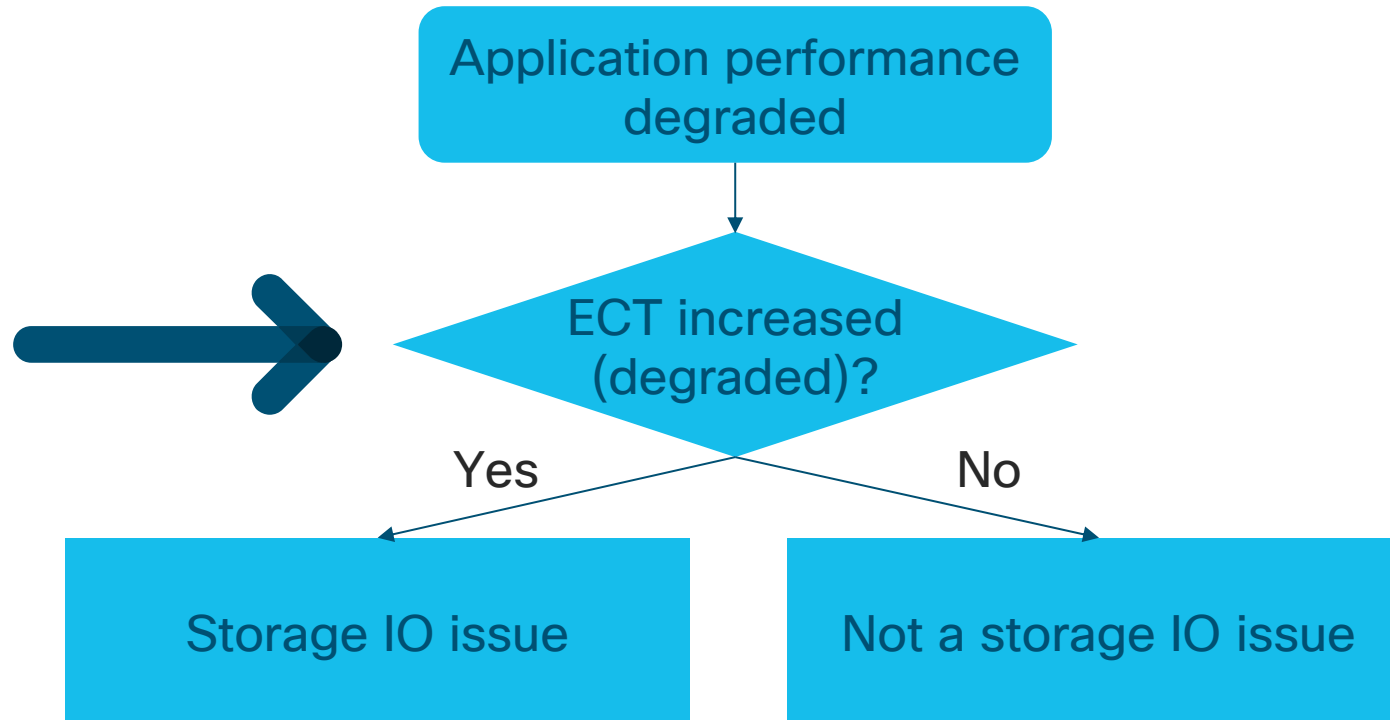 Application performance
degraded
ECT increased
(degraded)?
Yes
No
Storage IO issue
Not a storage IO issue